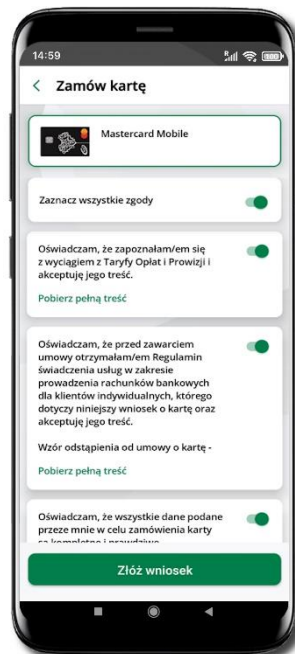 14:59
Zamów kartę
Mastercard Mobile
Zaznacz wszystkie zgody
Oświadczam, że zapoznałam/em się
z wyciągiem z Taryfy Opłat i Prowizji i
akceptuję jego treść.
Pobierz pełną treść
Oświadczam, że przed zawarciem
umowy otrzymałam/em Regulamin
świadczenia usług w zakresie
prowadzenia rachunków bankowych
dla klientów indywidualnych, którego
dotyczy niniejszy wniosek o kartę oraz
akceptuję jego treść.
Wzór odstąpienia od umowy o kartę -
Pobierz pełną treść
Oświadczam, że wszystkie dane podane
przeze mnie w celu zamówienia karty
są kompletne i prawdziwe
Złóż wniosek